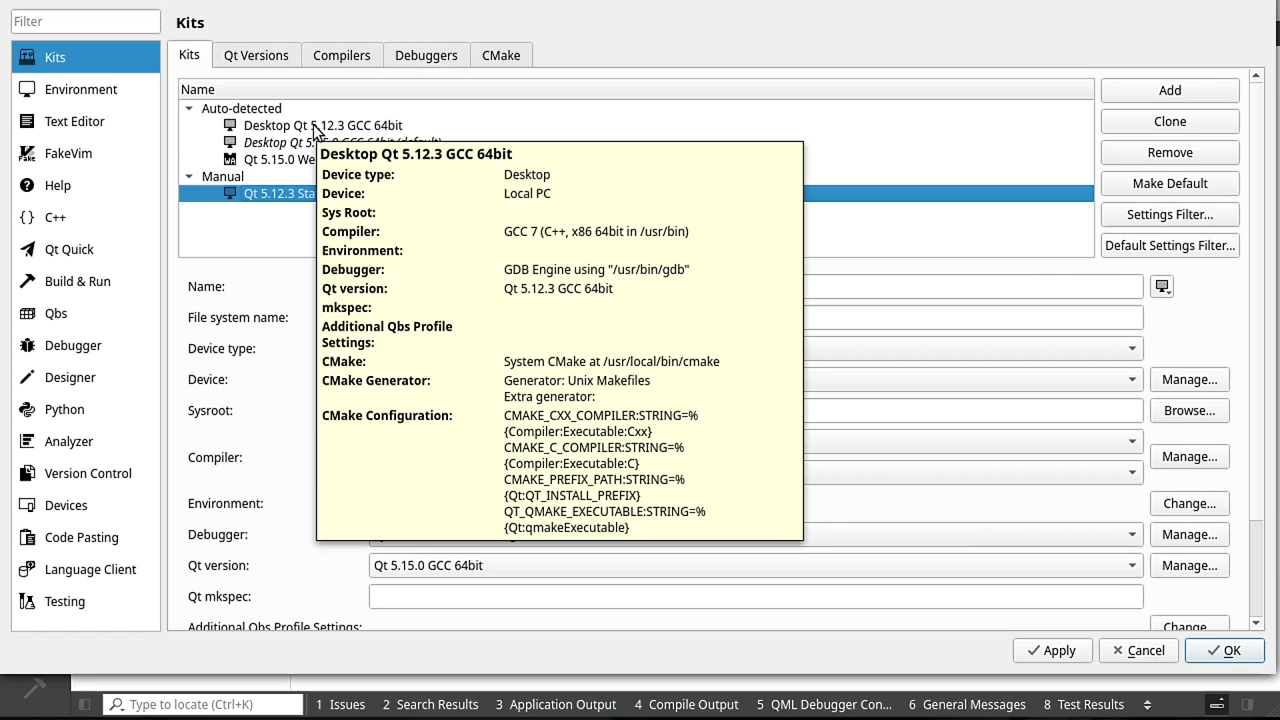 Filter
Kits
Kits
Environment
Text Editor
FakeVim
Help
C++
Qt Quick
Build & Run
Qbs
Debugger
Designer
Python
Analyzer
Version Control
Devices
Code Pasting
Language Client
Testing
Kits Qt Versions Compilers Debuggers CMake
Name
Auto-detected
Desktop Qt 5.12.3 GCC 64bit
Desktop Qt
Qt 5.15.0 We
Manual
Qt 5.12.3 Sta
Add
Clone
Remove
Make Default
Settings Filter...
Default Settings Filter...
Desktop Qt 5.12.3 GCC 64bit
Device type: Desktop
Device: Local PC
Sys Root:
Compiler: GCC 7 (C++, x86 64bit in /usr/bin)
Environment:
Debugger: GDB Engine using "/usr/bin/gdb"
Qt version: Qt 5.12.3 GCC 64bit
mkspec:
Additional Qbs Profile
Settings:
CMake: System CMake at /usr/local/bin/cmake
CMake Generator: Generator: Unix Makefiles
Extra generator:
CMake Configuration: CMAKE_CXX_COMPILER:STRING=%
{Compiler:Executable:Cxx}
CMAKE_C_COMPILER:STRING=%
{Compiler:Executable:C}
CMAKE_PREFIX_PATH:STRING=%
{Qt:QT_INSTALL_PREFIX}
QT_QMAKE_EXECUTABLE:STRING=%
{Qt:qmakeExecutable}
Name:
File system name:
Device type:
Device: Manage...
Sysroot: Browse...
Compiler: Manage...
Environment: Change...
Debugger: Manage...
Qt version: Qt 5.15.0 GCC 64bit Manage...
Qt mkspec:
Additional Qbs Profile Settings: Change...
Apply Cancel OK
Type to locate (Ctrl+K) 1 Issues 2 Search Results 3 Application Output 4 Compile Output 5 QML Debugger Con... 6 General Messages 8 Test Results